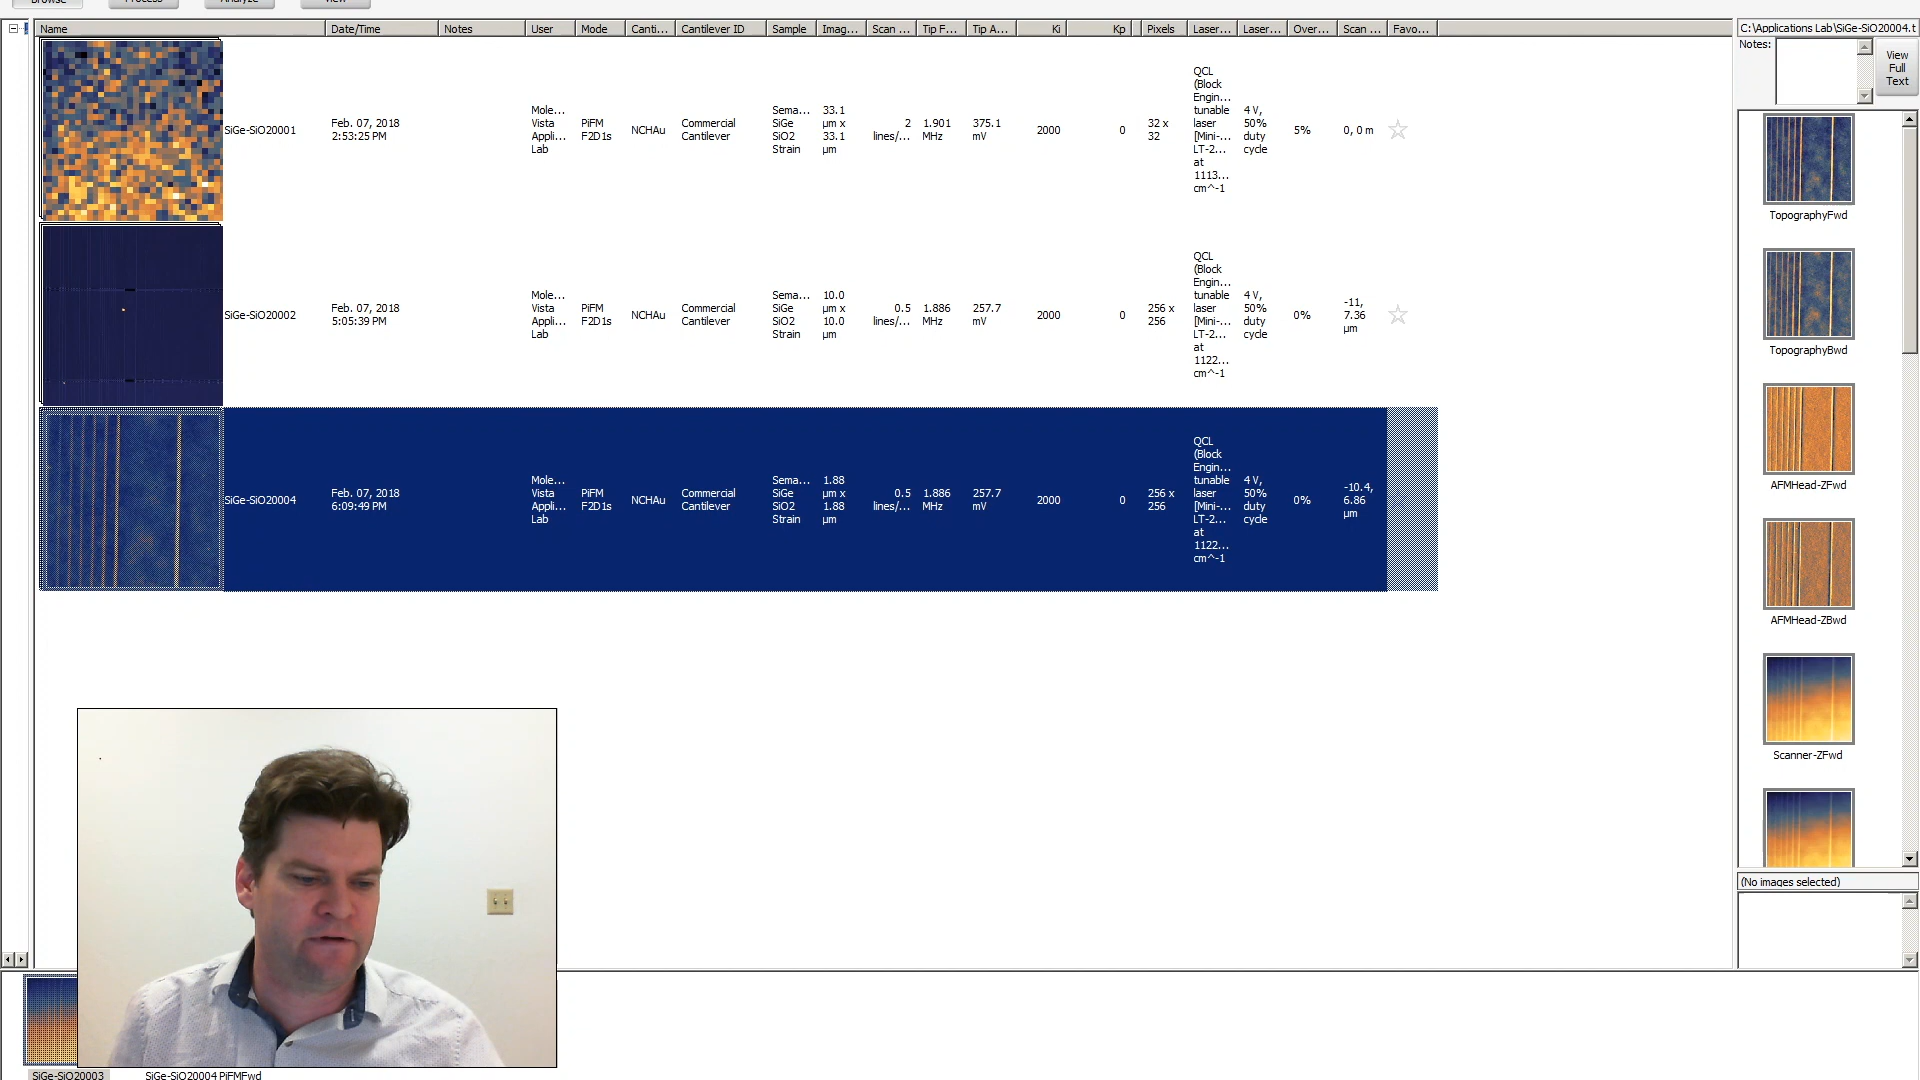 Browse Process Analyze View
Name Date/Time Notes User Mode Canti... Cantilever ID Sample Imag... Scan ... Tip F... Tip A... Ki Kp Pixels Laser... Laser... Over... Scan ... Favo...
SiGe-SiO20001
Feb. 07, 2018
2:53:25 PM
Mole...
Vista
Appli...
Lab
PiFM
F2D1s
NCHAu
Commercial
Cantilever
Sema...
SiGe
SiO2
Strain
33.1
µm x
33.1
µm
2
lines/...
1.901
MHz
375.1
mV
2000
0
32 x
32
QCL
(Block
Engin...
tunable
laser
[Mini-...
LT-2...
at
1113...
cm^-1
4 V,
50%
duty
cycle
5%
0, 0 m
SiGe-SiO20002
Feb. 07, 2018
5:05:39 PM
Mole...
Vista
Appli...
Lab
PiFM
F2D1s
NCHAu
Commercial
Cantilever
Sema...
SiGe
SiO2
Strain
10.0
µm x
10.0
µm
0.5
lines/...
1.886
MHz
257.7
mV
2000
0
256 x
256
QCL
(Block
Engin...
tunable
laser
[Mini-...
LT-2...
at
1122...
cm^-1
4 V,
50%
duty
cycle
0%
-11,
7.36
µm
SiGe-SiO20004
Feb. 07, 2018
6:09:49 PM
Mole...
Vista
Appli...
Lab
PiFM
F2D1s
NCHAu
Commercial
Cantilever
Sema...
SiGe
SiO2
Strain
1.88
µm x
1.88
µm
0.5
lines/...
1.886
MHz
257.7
mV
2000
0
256 x
256
QCL
(Block
Engin...
tunable
laser
[Mini-...
LT-2...
at
1122...
cm^-1
4 V,
50%
duty
cycle
0%
-10.4,
6.86
µm
C:\Applications Lab\SiGe-SiO20004.t
Notes:
View
Full
Text
TopographyFwd
TopographyBwd
AFMHead-ZFwd
AFMHead-ZBwd
Scanner-ZFwd
(No images selected)
SiGe-SiO20003
SiGe-SiO20004 PiFMFwd